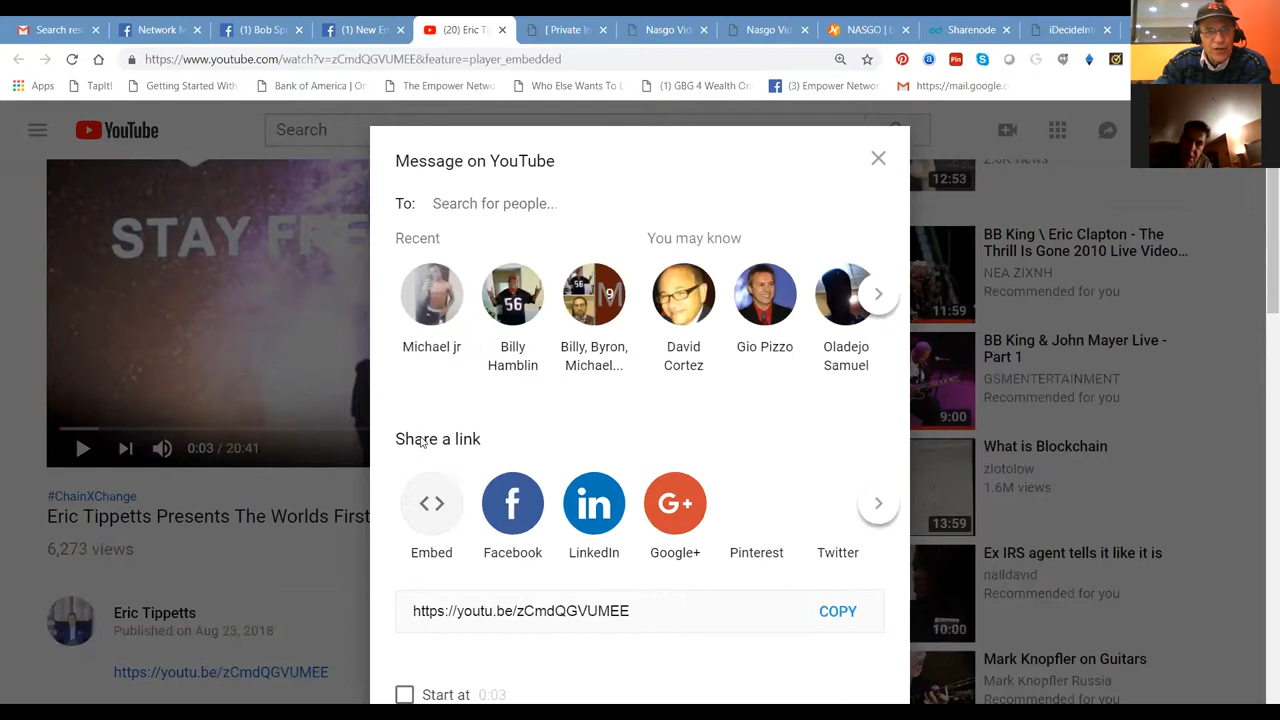 Search res
Network M
(1) Bob Sp
(1) New En
(20) Eric Ti
[ Private In
Nasgo Vid
Nasgo Vid
NASGO | b
Sharenode
iDecideInt
https://www.youtube.com/watch?v=zCmdQGVUMEE&feature=player_embedded
Apps
TapIt!
Getting Started With
Bank of America | On
The Empower Netwo
Who Else Wants To L
(1) GBG 4 Wealth On
(3) Empower Networ
https://mail.google.c
YouTube
Search
STAY FRE
0:03 / 20:41
#ChainXChange
Eric Tippetts Presents The Worlds First
6,273 views
Eric Tippetts
Published on Aug 23, 2018
https://youtu.be/zCmdQGVUMEE
Message on YouTube
To: Search for people...
Recent
You may know
56
9
M
Michael jr
Billy
Hamblin
Billy, Byron,
Michael...
David
Cortez
Gio Pizzo
Oladejo
Samuel
Share a link
Embed
Facebook
LinkedIn
Google+
Pinterest
Twitter
https://youtu.be/zCmdQGVUMEE
COPY
Start at 0:03
12:53
BB King \ Eric Clapton - The
Thrill Is Gone 2010 Live Video...
NEA ZIXNH
Recommended for you
11:59
BB King & John Mayer Live -
Part 1
GSMENTERTAINMENT
Recommended for you
9:00
What is Blockchain
zlotolow
1.6M views
13:59
Ex IRS agent tells it like it is
naildavid
Recommended for you
10:00
Mark Knopfler on Guitars
Mark Knopfler Russia
Recommended for you